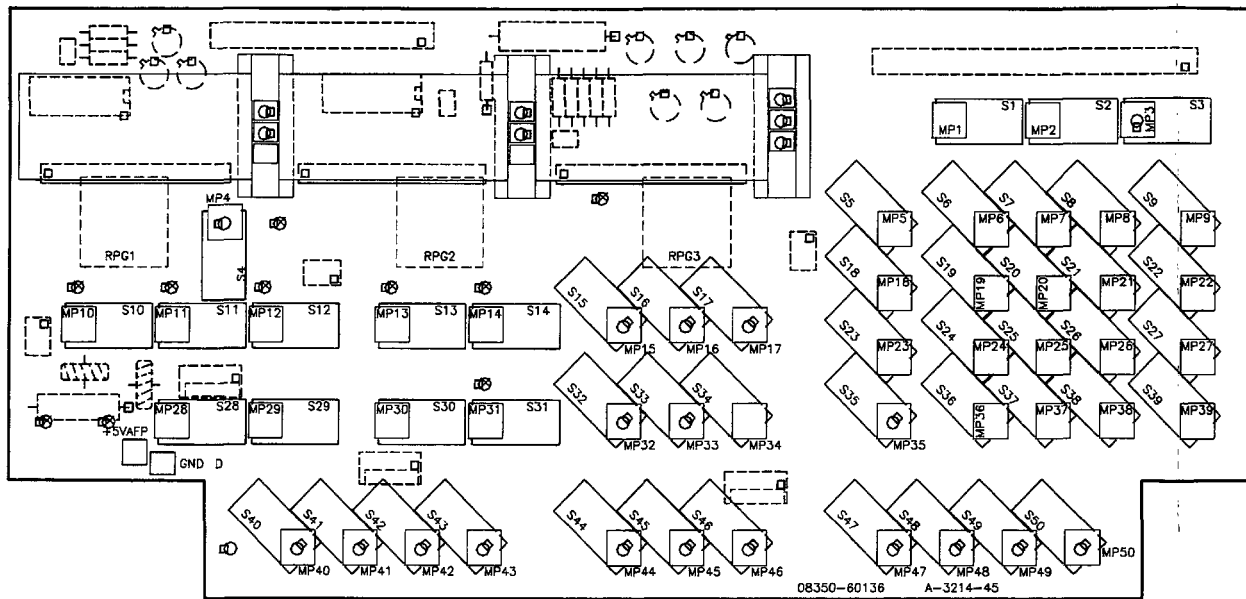 S1 S2 S3
MP1 MP2 MP3
S5 S6 S7 S8 S9
MP4
MP5 MP6 MP7 MP8 MP9
S4
RPG1 RPG2 RPG3
S18 S19 S20 S21 S22
S15 S16 S17
MP18 MP19 MP20 MP21 MP22
MP10 S10 MP11 S11 MP12 S12 MP13 S13 MP14 S14
S23 S24 S25 S26 S27
MP15 MP16 MP17
MP23 MP24 MP25 MP26 MP27
S32 S33 S34
S35 S36 S37 S38 S39
MP28 S28 MP29 S29 MP30 S30 MP31 S31
MP36 MP37 MP38 MP39
+5VAFP
MP32 MP33 MP34 MP35
GND D
S40 S41 S42 S43 S44 S45 S46 S47 S48 S49 S50
MP50
MP40 MP41 MP42 MP43 MP44 MP45 MP46 MP47 MP48 MP49
08350-60136 A-3214-45